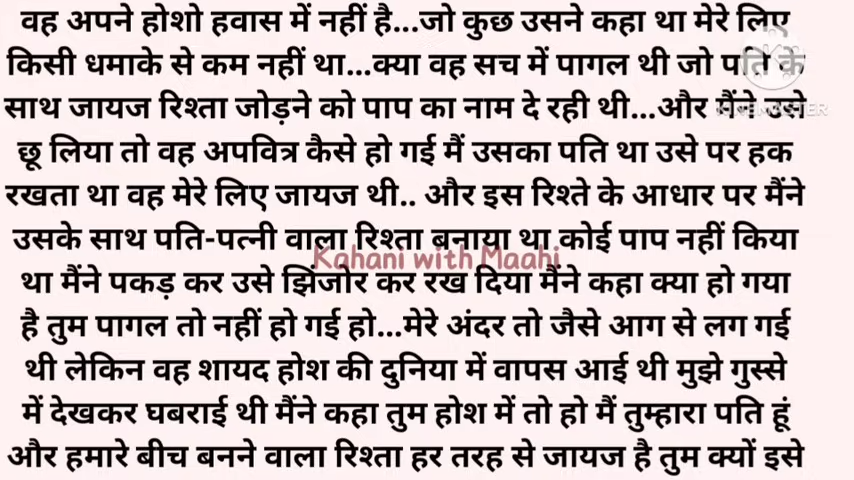 वह अपने होशो हवास में नहीं है...जो कुछ उसने कहा था मेरे लिए
किसी धमाके से कम नहीं था...क्या वह सच में पागल थी जो पति के
साथ जायज रिश्ता जोड़ने को पाप का नाम दे रही थी...और मैंने उसे
KINEMASTER
छू लिया तो वह अपवित्र कैसे हो गई मैं उसका पति था उसे पर हक
रखता था वह मेरे लिए जायज थी.. और इस रिश्ते के आधार पर मैंने
उसके साथ पति-पत्नी वाला रिश्ता बनाया था कोई पाप नहीं किया
Kahani with Maahi
था मैंने पकड़ कर उसे झिंजोर कर रख दिया मैंने कहा क्या हो गया
है तुम पागल तो नहीं हो गई हो...मेरे अंदर तो जैसे आग से लग गई
थी लेकिन वह शायद होश की दुनिया में वापस आई थी मुझे गुस्से
में देखकर घबराई थी मैंने कहा तुम होश में तो हो मैं तुम्हारा पति हूं
और हमारे बीच बनने वाला रिश्ता हर तरह से जायज है तुम क्यों इसे